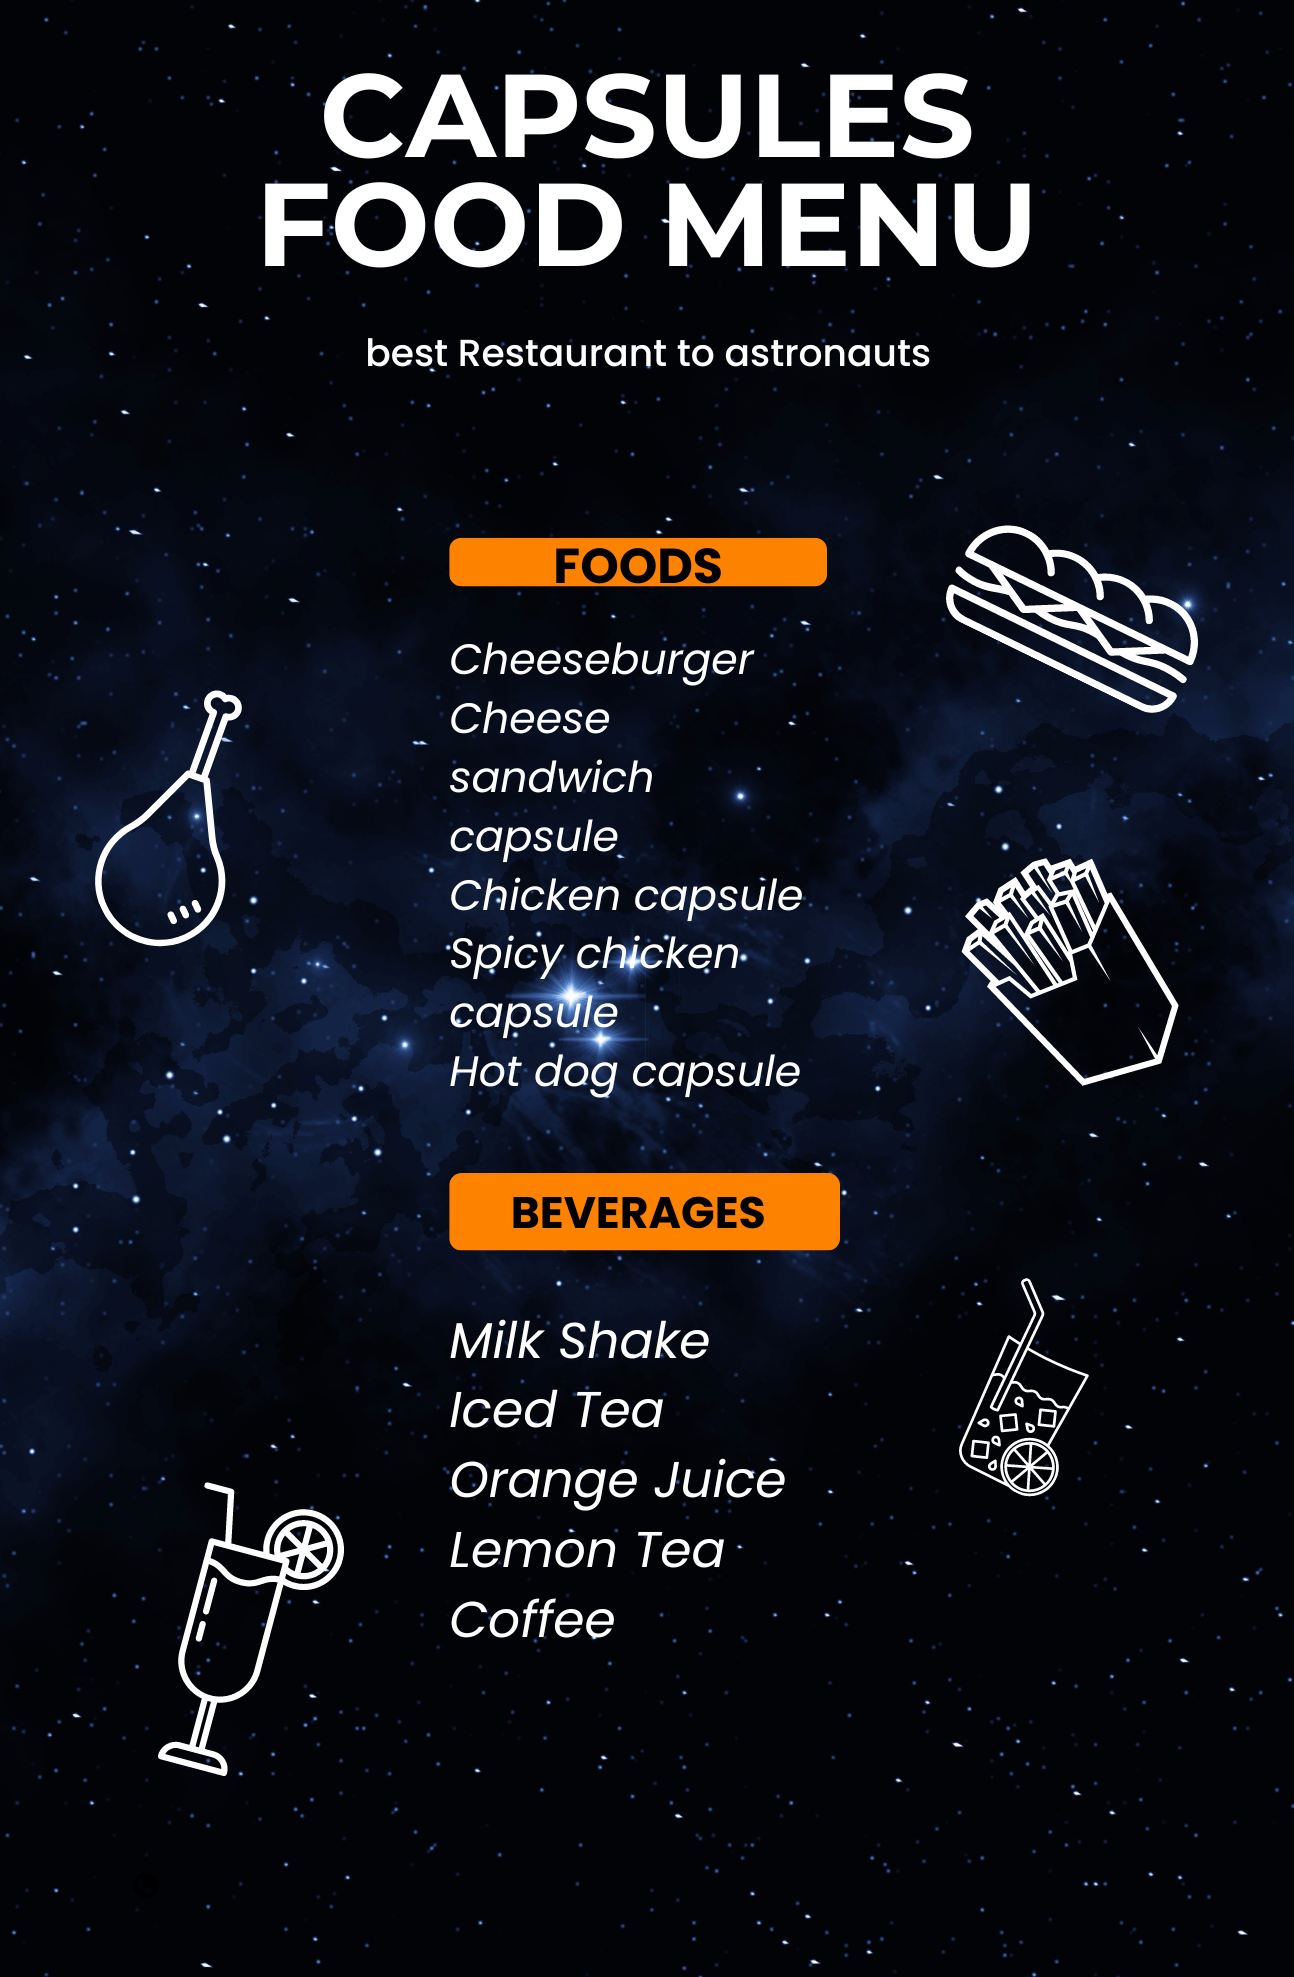 CAPSULES
FOOD MENU
best Restaurant to astronauts
FOODS
Cheeseburger
Cheese
sandwich
capsule
Chicken capsule
Spicy chicken
capsule
Hot dog capsule
BEVERAGES
Milk Shake
Iced Tea
Orange Juice
Lemon Tea
Coffee